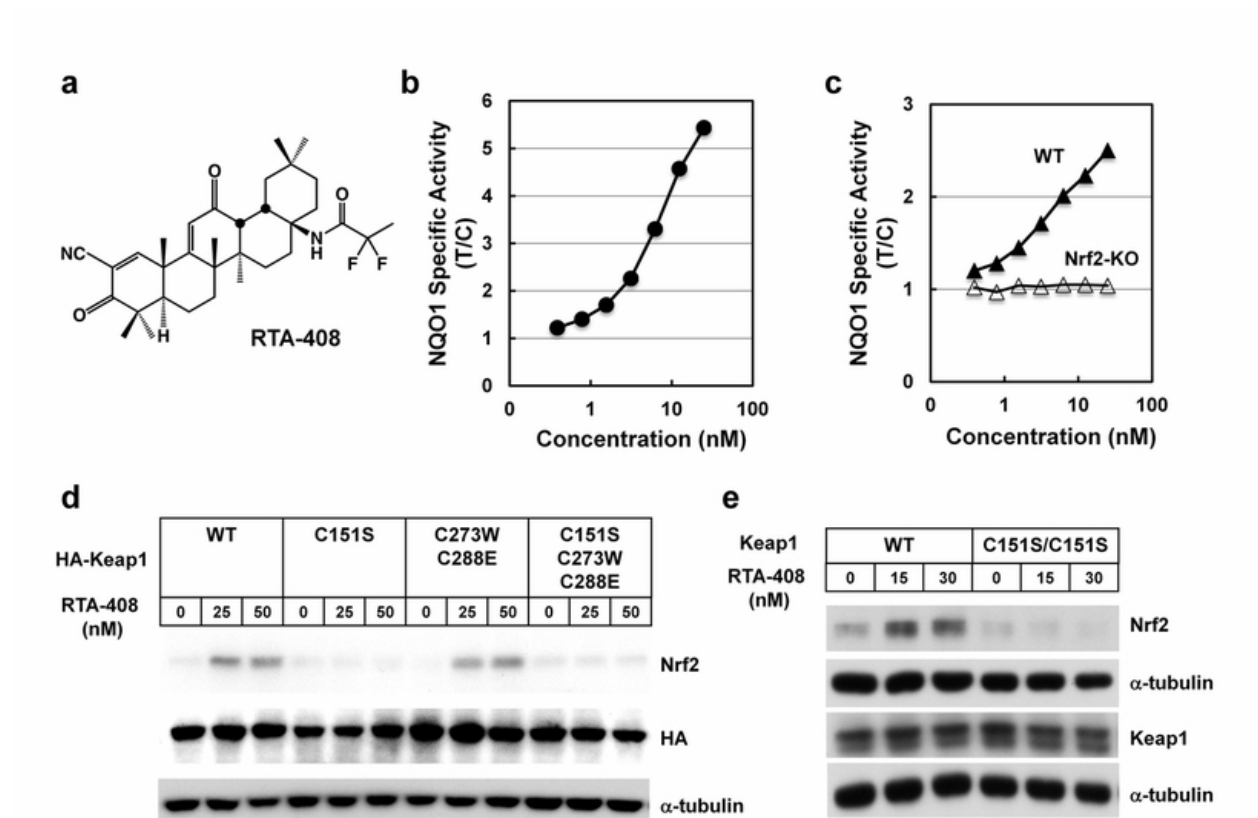 a
O
O
NC
N
H
F
F
O
H
RTA-408
b
NQO1 Specific Activity
(T/C)
6
5
4
3
2
1
0
0 1 10 100
Concentration (nM)
c
NQO1 Specific Activity
(T/C)
3
2
1
0
WT
Nrf2-KO
0 1 10 100
Concentration (nM)
d
HA-Keap1
WT C151S C273W C151S
C288E C273W
C288E
RTA-408
(nM)
0 25 50 0 25 50 0 25 50 0 25 50
Nrf2
HA
α-tubulin
e
Keap1 WT C151S/C151S
RTA-408
(nM)
0 15 30 0 15 30
Nrf2
α-tubulin
Keap1
α-tubulin